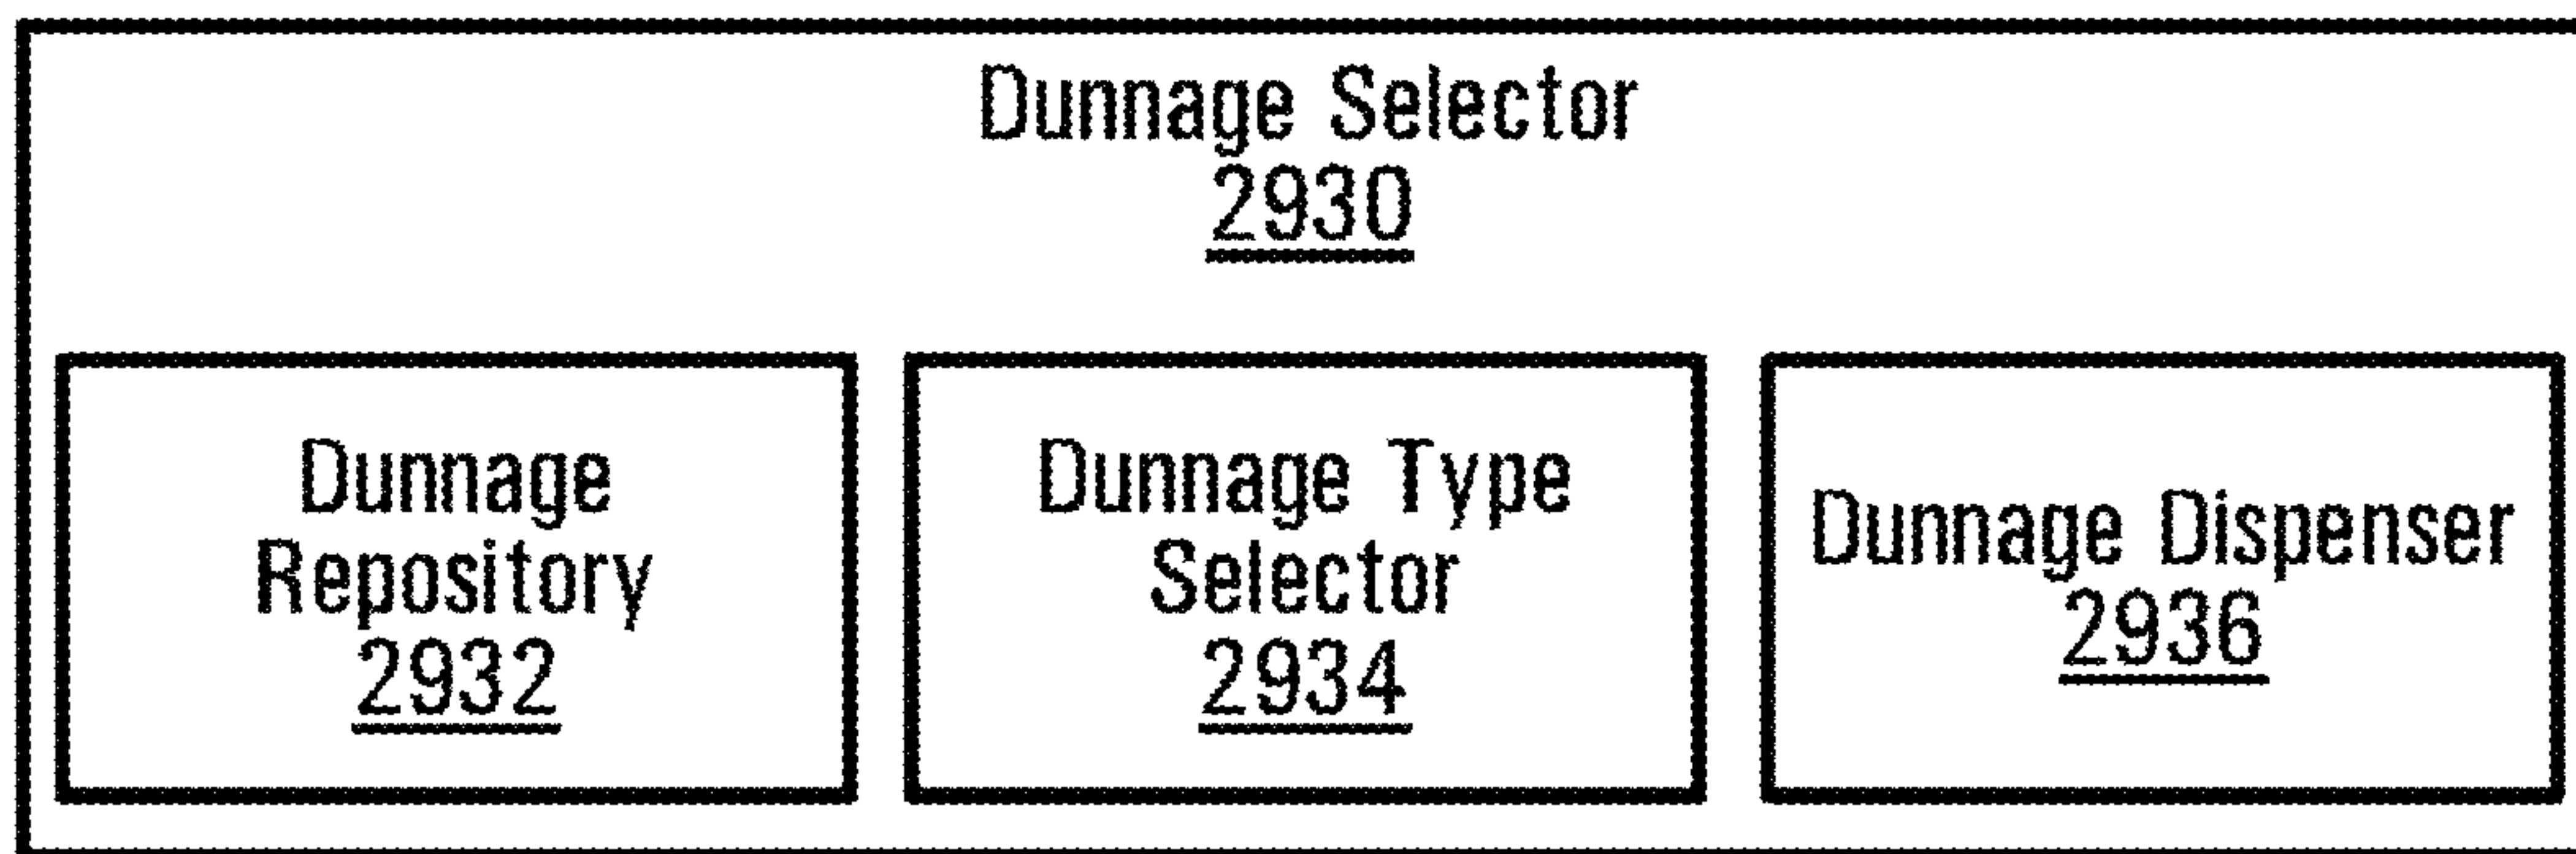 Dunnage Selector
2930
Dunnage
Repository
2932
Dunnage Type
Selector
2934
Dunnage Dispenser
2936